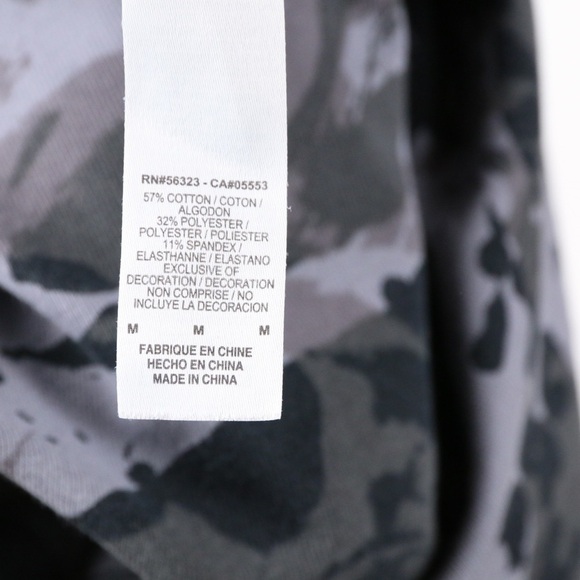 RN#56323 - CA#05553
57% COTTON / COTON /
ALGODON
32% POLYESTER /
POLYESTER / POLIESTER
11% SPANDEX /
ELASTHANNE / ELASTANO
EXCLUSIVE OF
DECORATION / DECORATION
NON COMPRISE / NO
INCLUYE LA DECORACION
M M M
FABRIQUE EN CHINE
HECHO EN CHINA
MADE IN CHINA